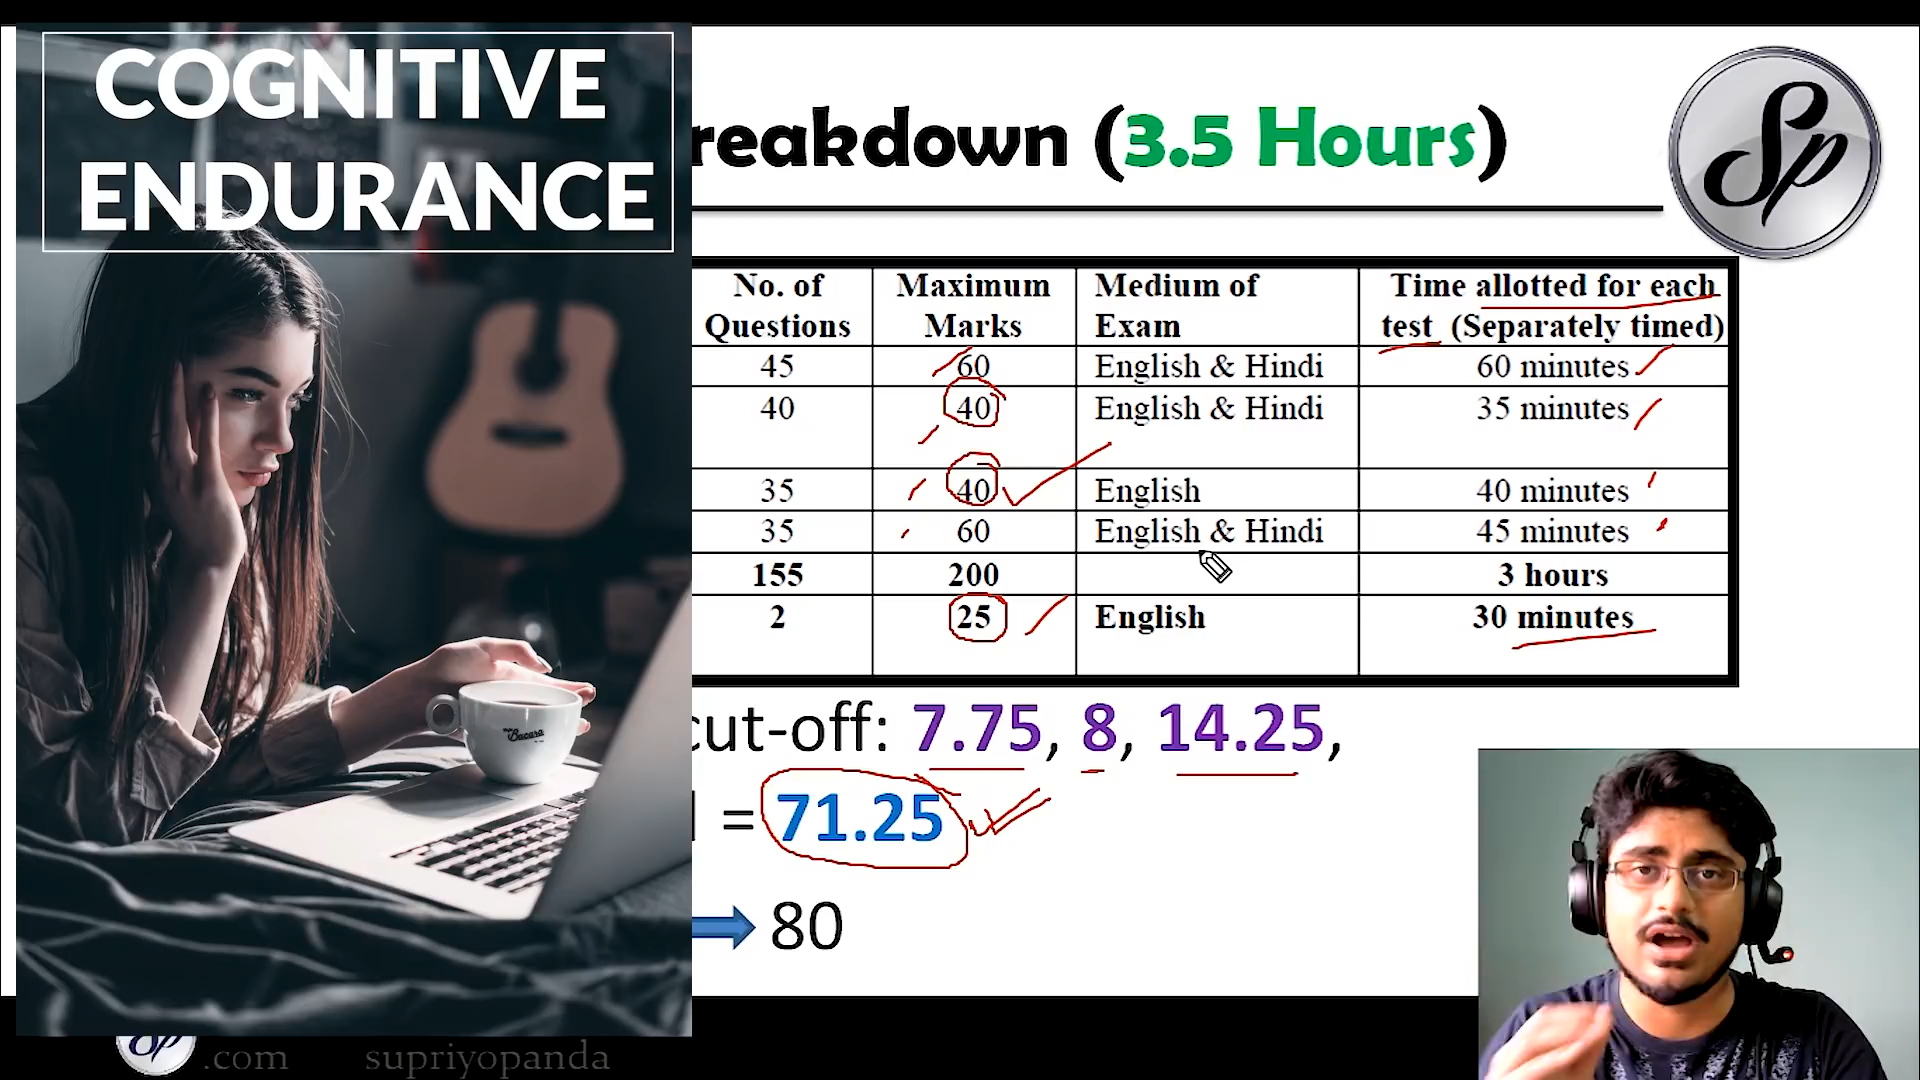 COGNITIVE
ENDURANCE
reakdown (3.5 Hours)
Sp
No. of Questions Maximum Marks Medium of Exam Time allotted for each test (Separately timed)
45 60 English & Hindi 60 minutes
40 40 English & Hindi 35 minutes
35 40 English 40 minutes
35 60 English & Hindi 45 minutes
155 200 3 hours
2 25 English 30 minutes
cut-off: 7.75, 8, 14.25,
= 71.25
80
Bacara
Sp .com supriyopanda